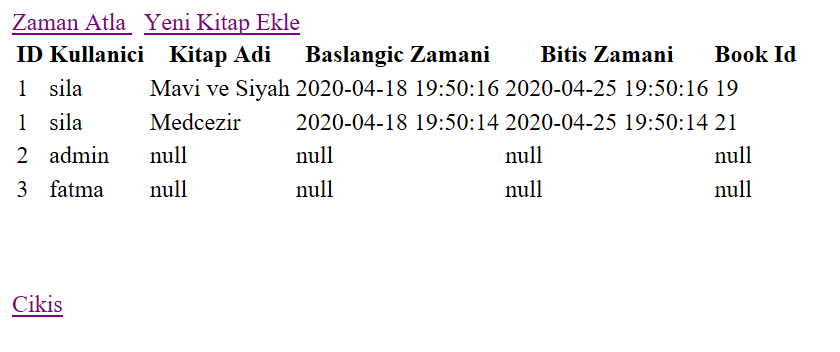 Zaman Atla Yeni Kitap Ekle
ID Kullanici Kitap Adi Baslangic Zamani Bitis Zamani Book Id
1 sila Mavi ve Siyah 2020-04-18 19:50:16 2020-04-25 19:50:16 19
1 sila Medcezir 2020-04-18 19:50:14 2020-04-25 19:50:14 21
2 admin null null null null
3 fatma null null null null
Cikis